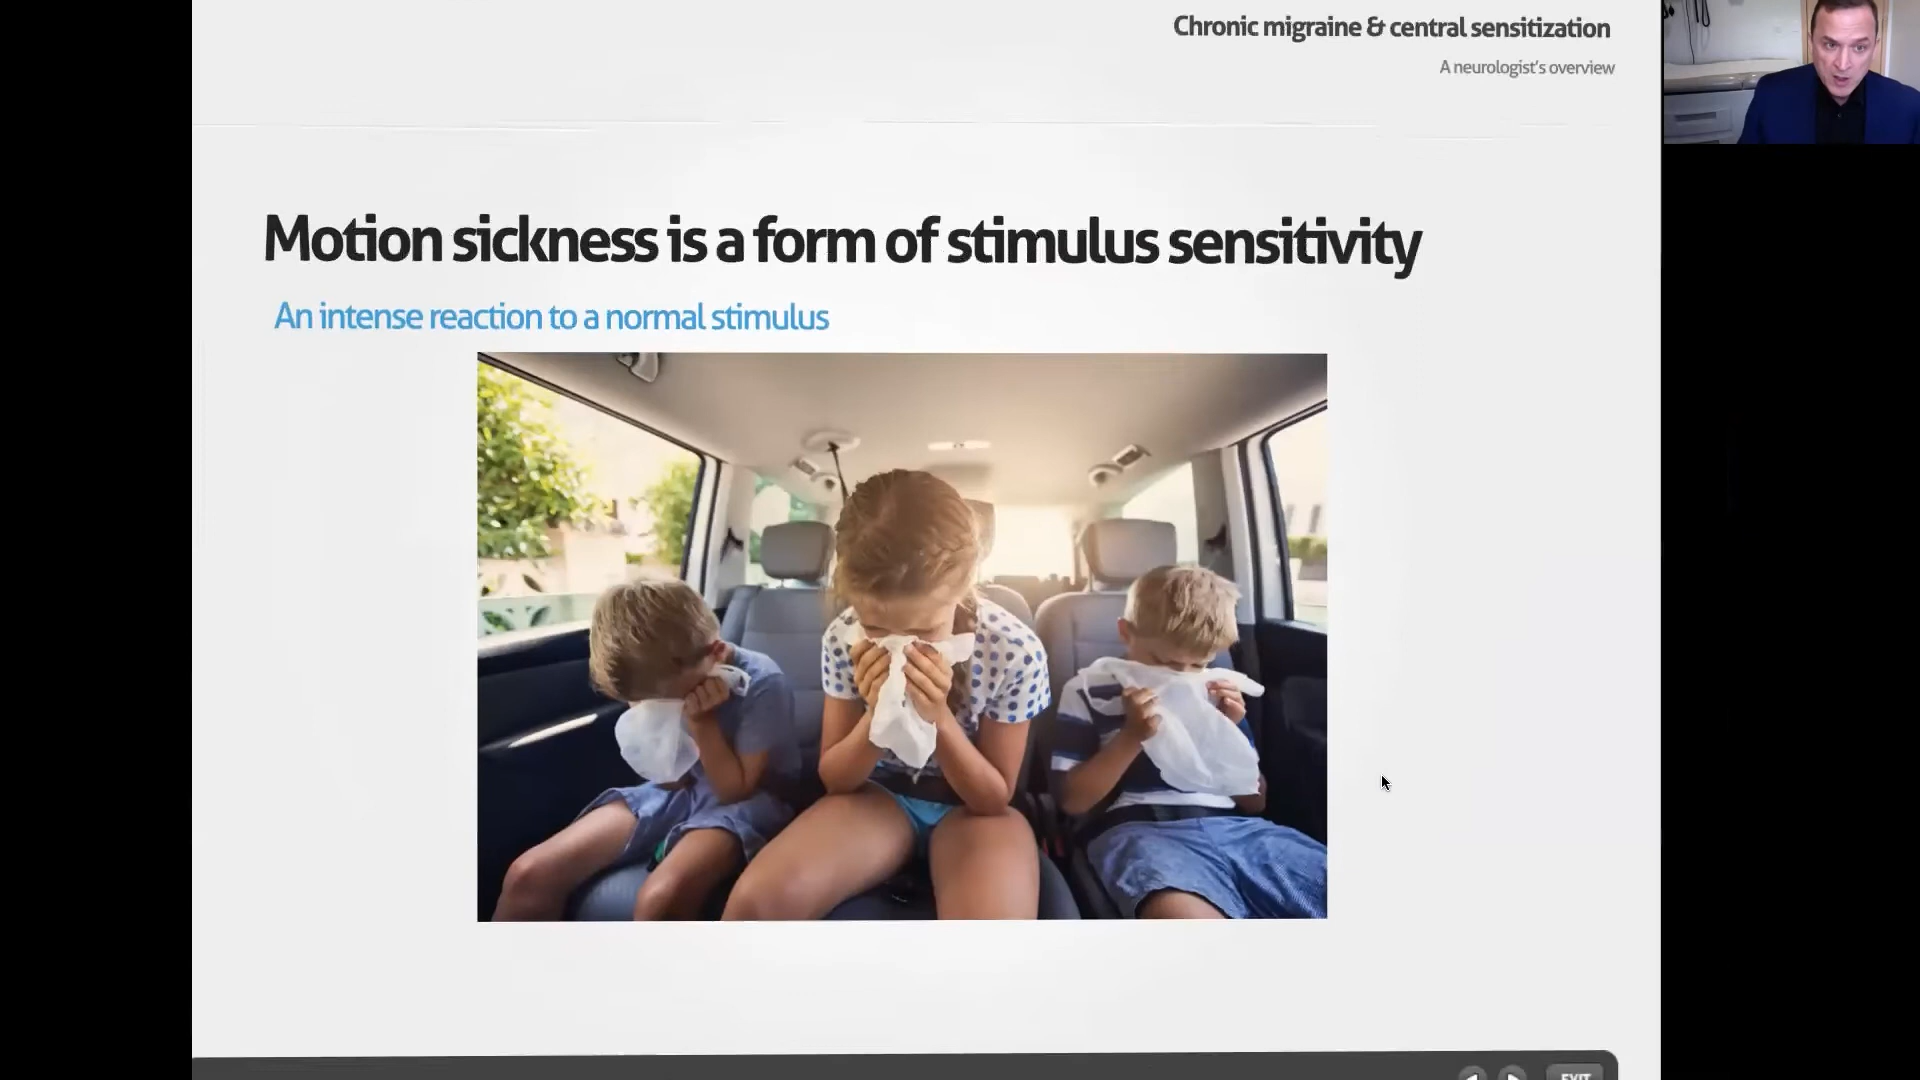 Chronic migraine & central sensitization
A neurologist's overview
Motion sickness is a form of stimulus sensitivity
An intense reaction to a normal stimulus
EXIT